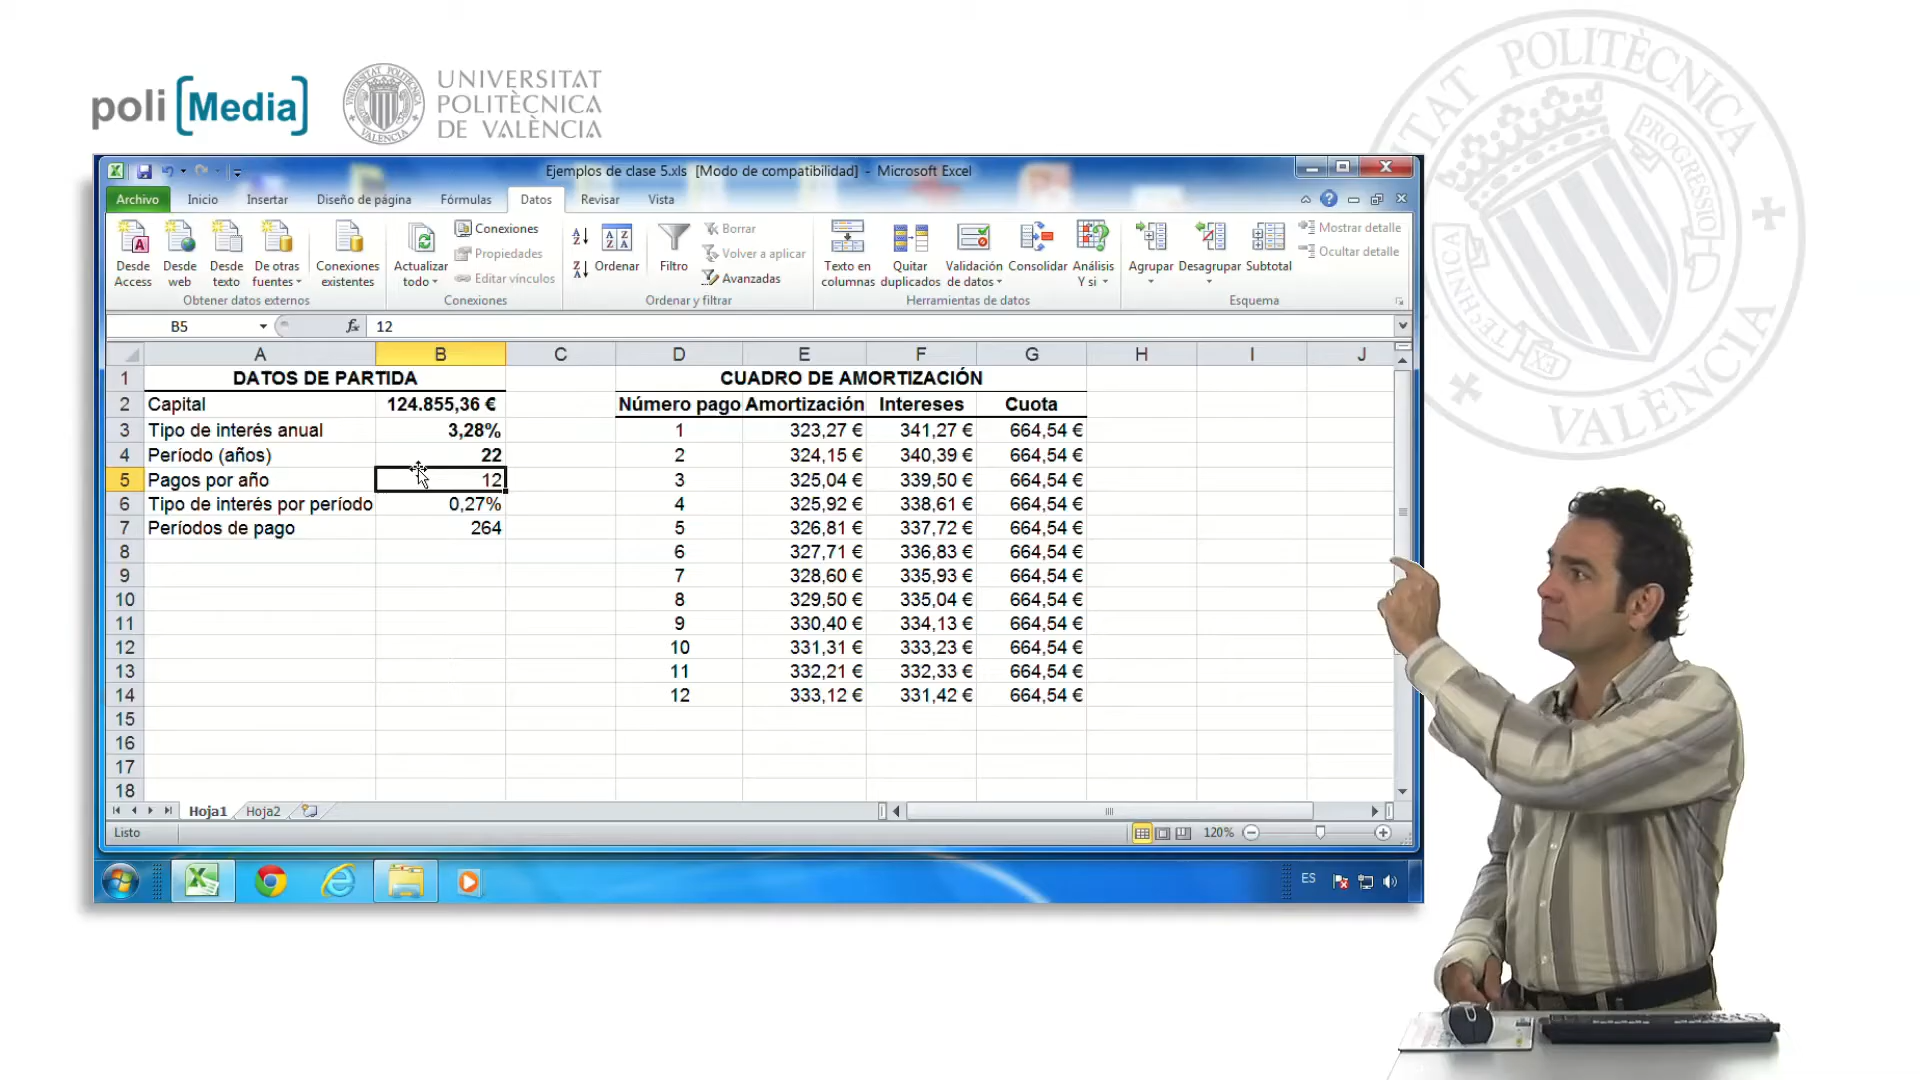 poli [Media]
UNIVERSITAT
POLITÈCNICA
DE VALÈNCIA
Ejemplos de clase 5.xls [Modo de compatibilidad] - Microsoft Excel
Archivo Inicio Insertar Diseño de página Fórmulas Datos Revisar Vista
Desde Access
Desde web
Desde texto
De otras fuentes
Conexiones existentes
Obtener datos externos
Actualizar todo
Conexiones
Propiedades
Editar vínculos
Conexiones
Ordenar
Filtro
Borrar
Volver a aplicar
Avanzadas
Ordenar y filtrar
Texto en columnas
Quitar duplicados
Validación de datos
Consolidar
Análisis Y si
Herramientas de datos
Agrupar
Desagrupar
Subtotal
Mostrar detalle
Ocultar detalle
Esquema
B5 fx 12
A B C D E F G H I J
1 DATOS DE PARTIDA CUADRO DE AMORTIZACIÓN
2 Capital 124.855,36 € Número pago Amortización Intereses Cuota
3 Tipo de interés anual 3,28% 1 323,27 € 341,27 € 664,54 €
4 Período (años) 22 2 324,15 € 340,39 € 664,54 €
5 Pagos por año 12 3 325,04 € 339,50 € 664,54 €
6 Tipo de interés por período 0,27% 4 325,92 € 338,61 € 664,54 €
7 Períodos de pago 264 5 326,81 € 337,72 € 664,54 €
8 6 327,71 € 336,83 € 664,54 €
9 7 328,60 € 335,93 € 664,54 €
10 8 329,50 € 335,04 € 664,54 €
11 9 330,40 € 334,13 € 664,54 €
12 10 331,31 € 333,23 € 664,54 €
13 11 332,21 € 332,33 € 664,54 €
14 12 333,12 € 331,42 € 664,54 €
15
16
17
18
Hoja1 Hoja2
Listo 120%
ES
POLITÈCNICA
VALÈNCIA
PROGRESSIO